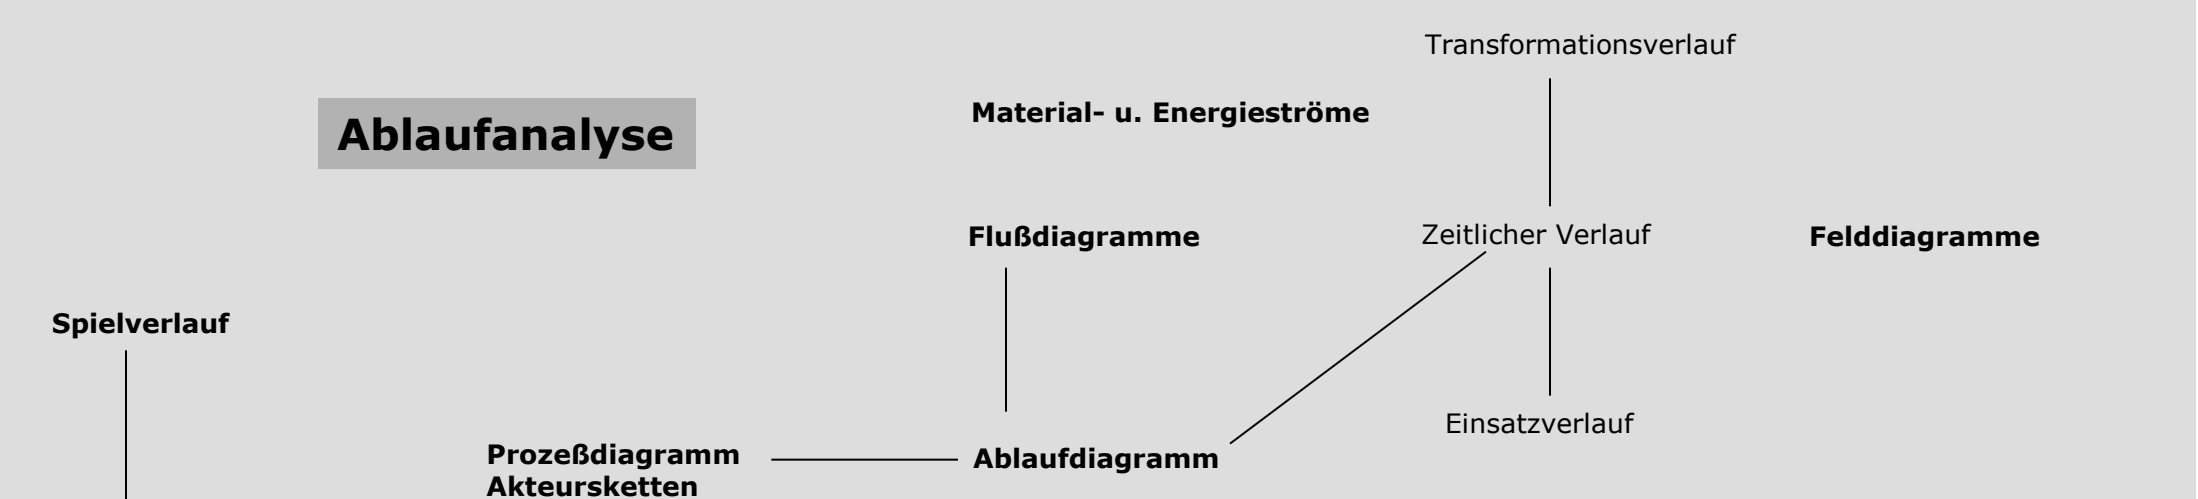 Transformationsverlauf
Material- u. Energieströme
Ablaufanalyse
Flußdiagramme
Zeitlicher Verlauf
Felddiagramme
Spielverlauf
Einsatzverlauf
Prozeßdiagramm
Akteursketten
Ablaufdiagramm